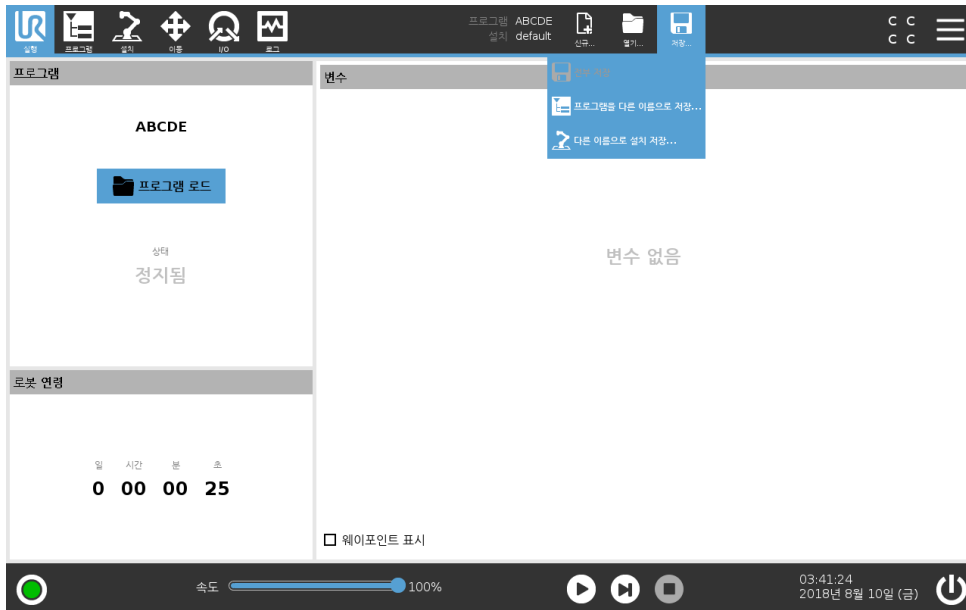 UR
실행
프로그램
설치
이동
I/O
로그
프로그램 ABCDE
설치 default
신규...
열기...
저장...
C C
C C
모두 저장
프로그램을 다른 이름으로 저장...
다른 이름으로 설치 저장...
프로그램
ABCDE
프로그램 로드
상태
정지됨
변수
변수 없음
로봇 연령
일 시간 분 초
0 00 00 25
웨이포인트 표시
속도 100%
03:41:24
2018년 8월 10일 (금)